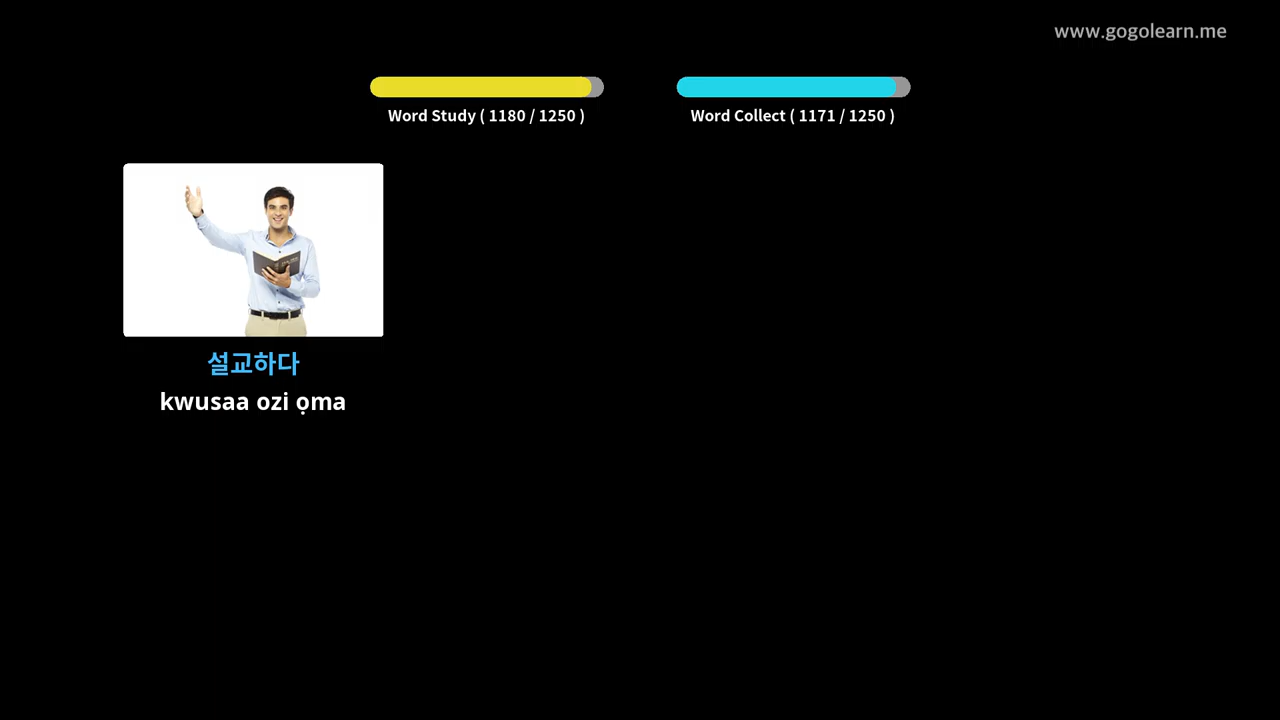 www.gogolearn.me
Word Study ( 1180 / 1250 )
Word Collect ( 1171 / 1250 )
설교하다
kwusaa ozi ọma